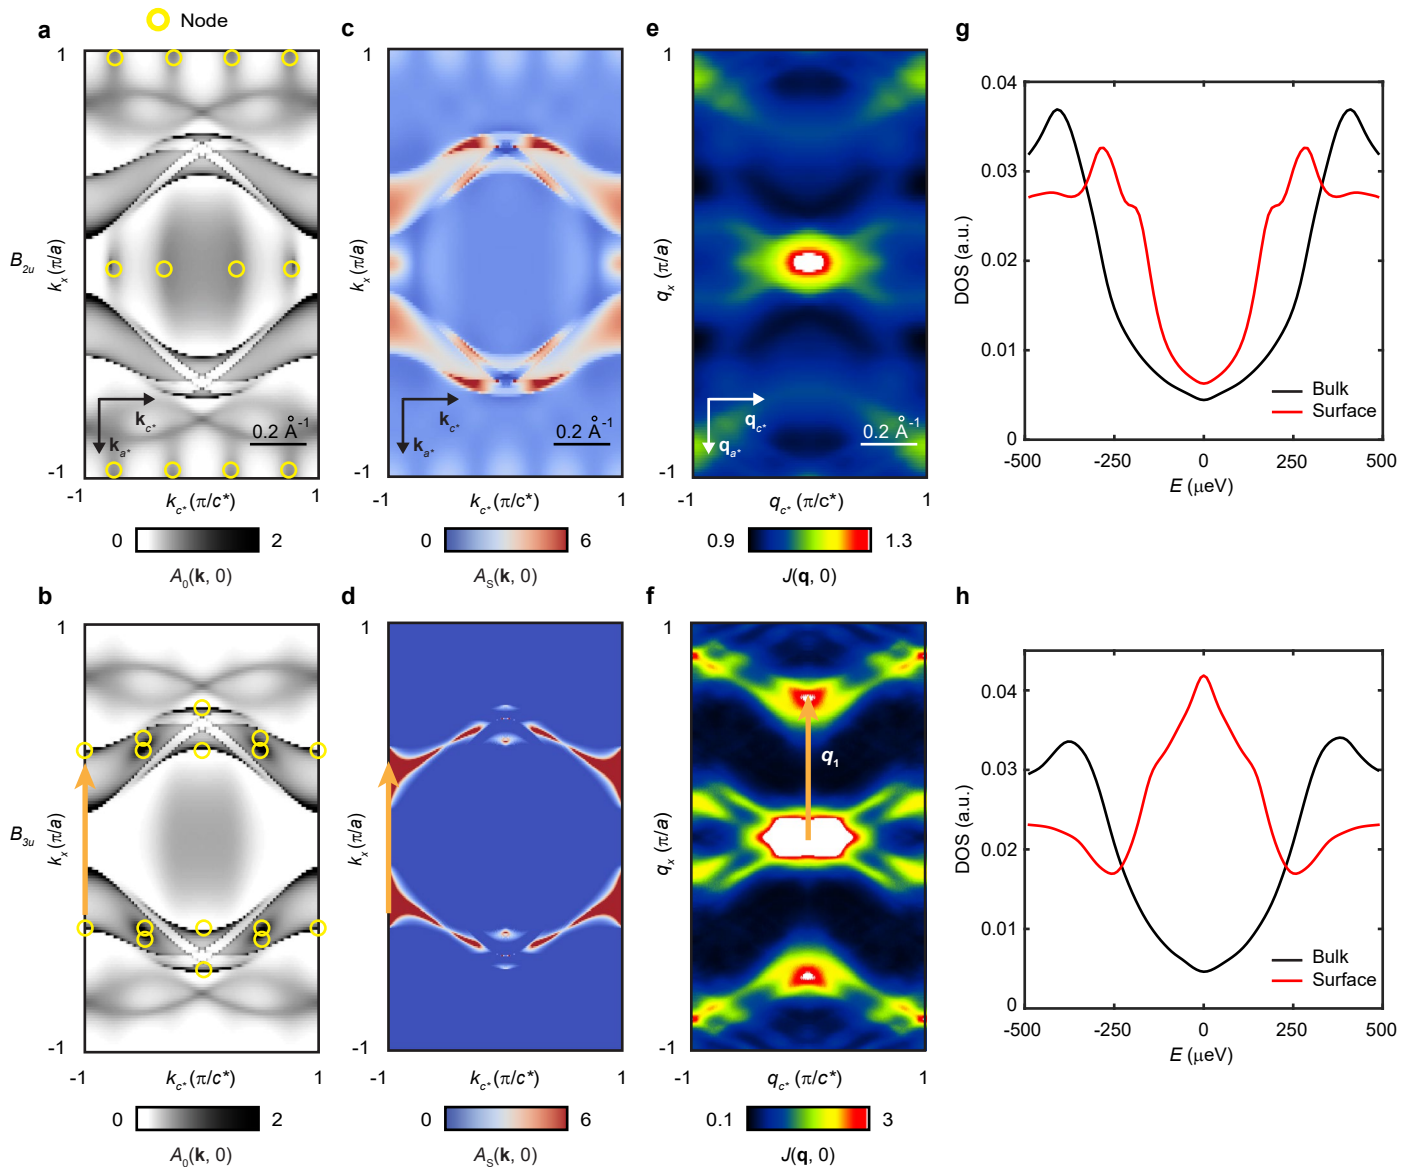 Node
a
1
B2u
kx (π/a)
ka*
kc*
0.2 Å-1
-1
-1
kc* (π/c*)
1
0
2
A0(k, 0)
c
1
kx (π/a)
ka*
kc*
0.2 Å-1
-1
-1
kc* (π/c*)
1
0
6
AS(k, 0)
e
1
qx (π/a)
qa*
qc*
0.2 Å-1
-1
-1
qc* (π/c*)
1
0.9
1.3
J(q, 0)
g
0.04
0.03
0.02
0.01
0
DOS (a.u.)
Bulk
Surface
-500
-250
0
250
500
E (μeV)
b
1
B3u
kx (π/a)
-1
-1
kc* (π/c*)
1
0
2
A0(k, 0)
d
1
kx (π/a)
-1
-1
kc* (π/c*)
1
0
6
AS(k, 0)
f
1
qx (π/a)
q1
-1
-1
qc* (π/c*)
1
0.1
3
J(q, 0)
h
0.04
0.03
0.02
0.01
0
DOS (a.u.)
Bulk
Surface
-500
-250
0
250
500
E (μeV)